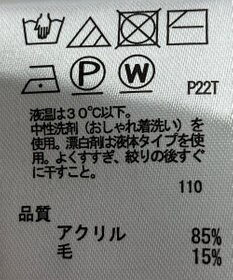 P W P22T
液温は30℃以下。
中性洗剤(おしゃれ着洗い)を
使用。漂白剤は液体タイプを使
用。よくすすぎ、絞りの後すぐ
に干すこと。
110
品質
アクリル 85%
毛 15%